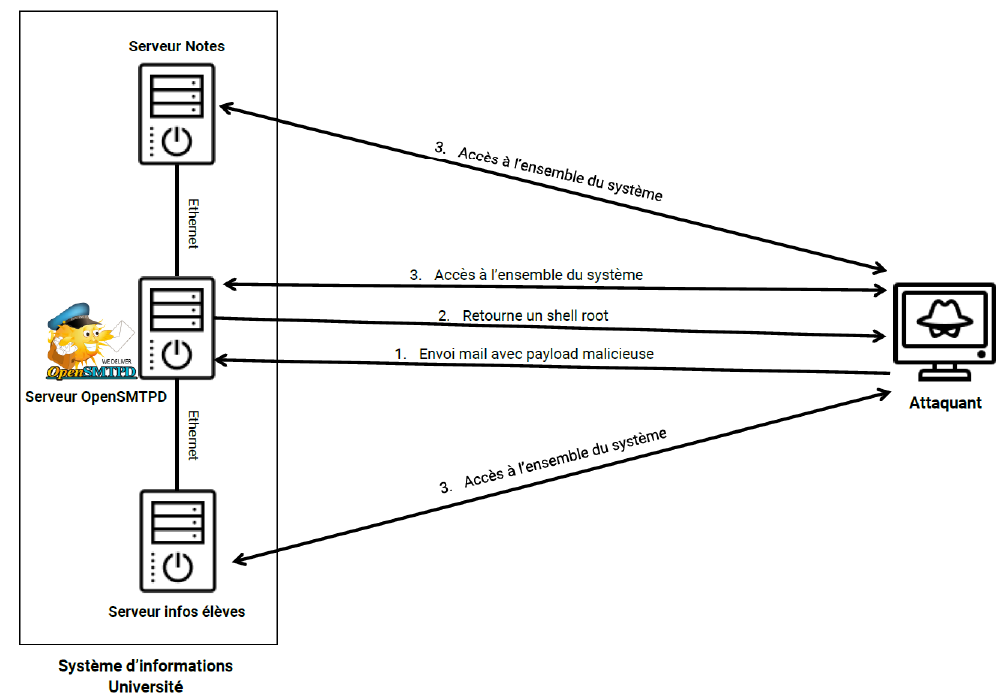 Serveur Notes
3. Accès à l'ensemble du système
Ethernet
3. Accès à l'ensemble du système
2. Retourne un shell root
1. Envoi mail avec payload malicieuse
WE DELIVER
OpenSMTPD
Serveur OpenSMTPD
Attaquant
Ethernet
3. Accès à l'ensemble du système
Serveur infos élèves
Système d'informations
Université